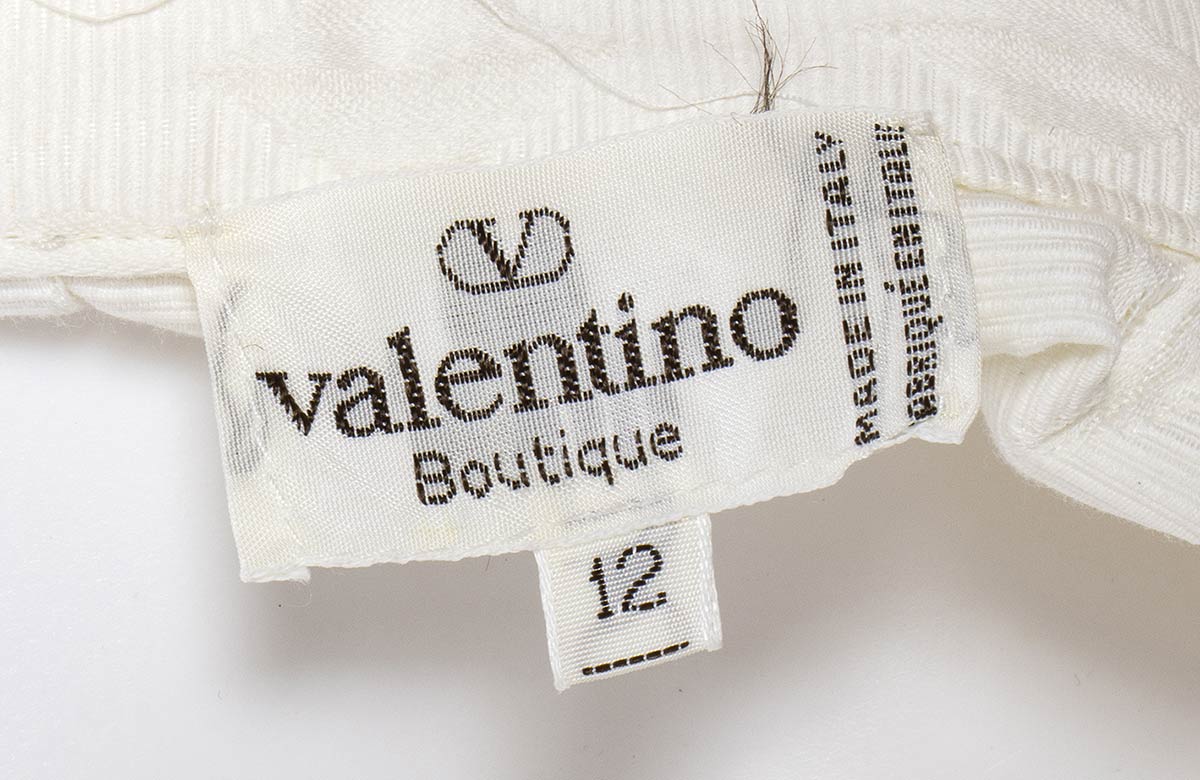 V
valentino
Boutique
MADE IN ITALY
FABRIQUÉ EN ITALIE
12